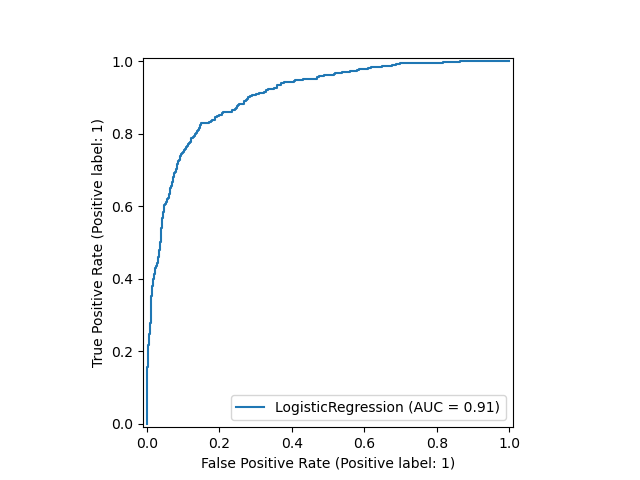 1.0
0.8
0.6
0.4
0.2
0.0
True Positive Rate (Positive label: 1)
LogisticRegression (AUC = 0.91)
0.0 0.2 0.4 0.6 0.8 1.0
False Positive Rate (Positive label: 1)